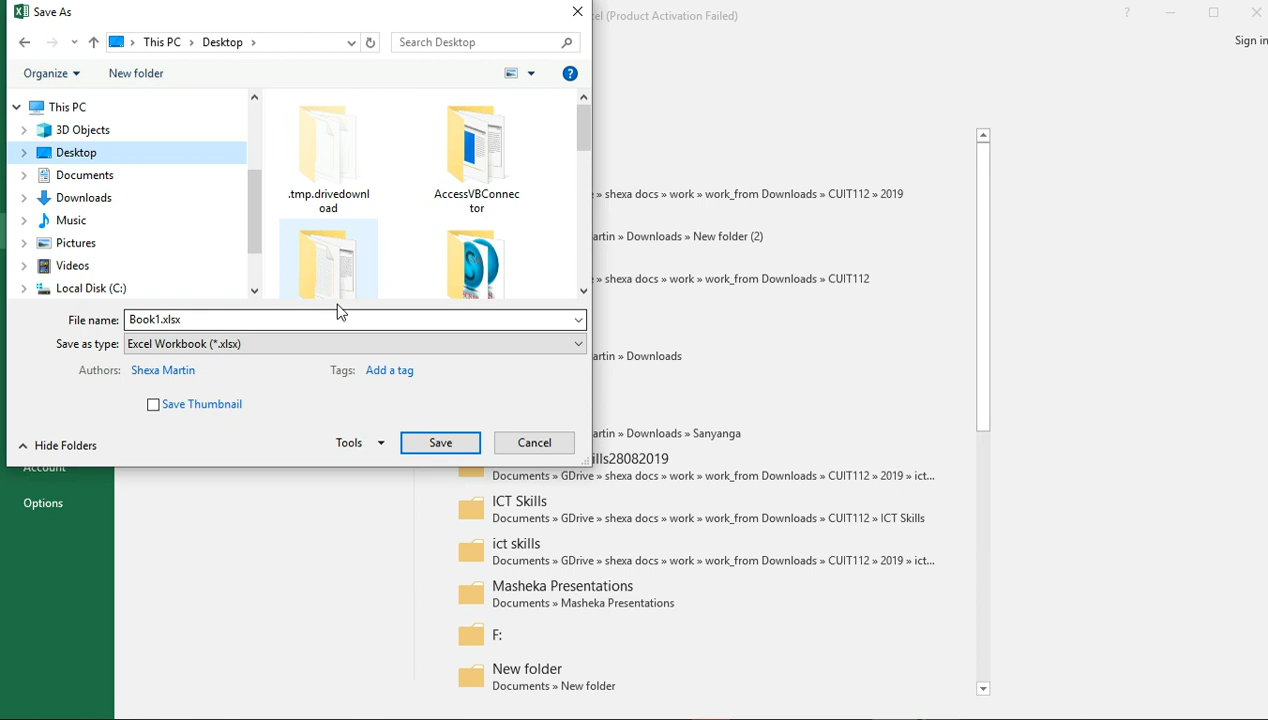 Save As
cel (Product Activation Failed)
Sign in
This PC > Desktop >
Search Desktop
Organize
New folder
This PC
3D Objects
Desktop
Documents
Downloads
Music
Pictures
Videos
Local Disk (C:)
.tmp.drivedownl
oad
AccessVBConnec
tor
File name: Book1.xlsx
Save as type: Excel Workbook (*.xlsx)
Authors: Shexa Martin
Tags: Add a tag
Save Thumbnail
Hide Folders
Tools
Save
Cancel
Account
Options
» shexa docs » work » work_from Downloads » CUIT112 » 2019
artin » Downloads » New folder (2)
» shexa docs » work » work_from Downloads » CUIT112
artin » Downloads
artin » Downloads » Sanyanga
ills28082019
Documents » GDrive » shexa docs » work » work_from Downloads » CUIT112 » 2019 » ict...
ICT Skills
Documents » GDrive » shexa docs » work » work_from Downloads » CUIT112 » ICT Skills
ict skills
Documents » GDrive » shexa docs » work » work_from Downloads » CUIT112 » 2019 » ict...
Masheka Presentations
Documents » Masheka Presentations
F:
New folder
Documents » New folder